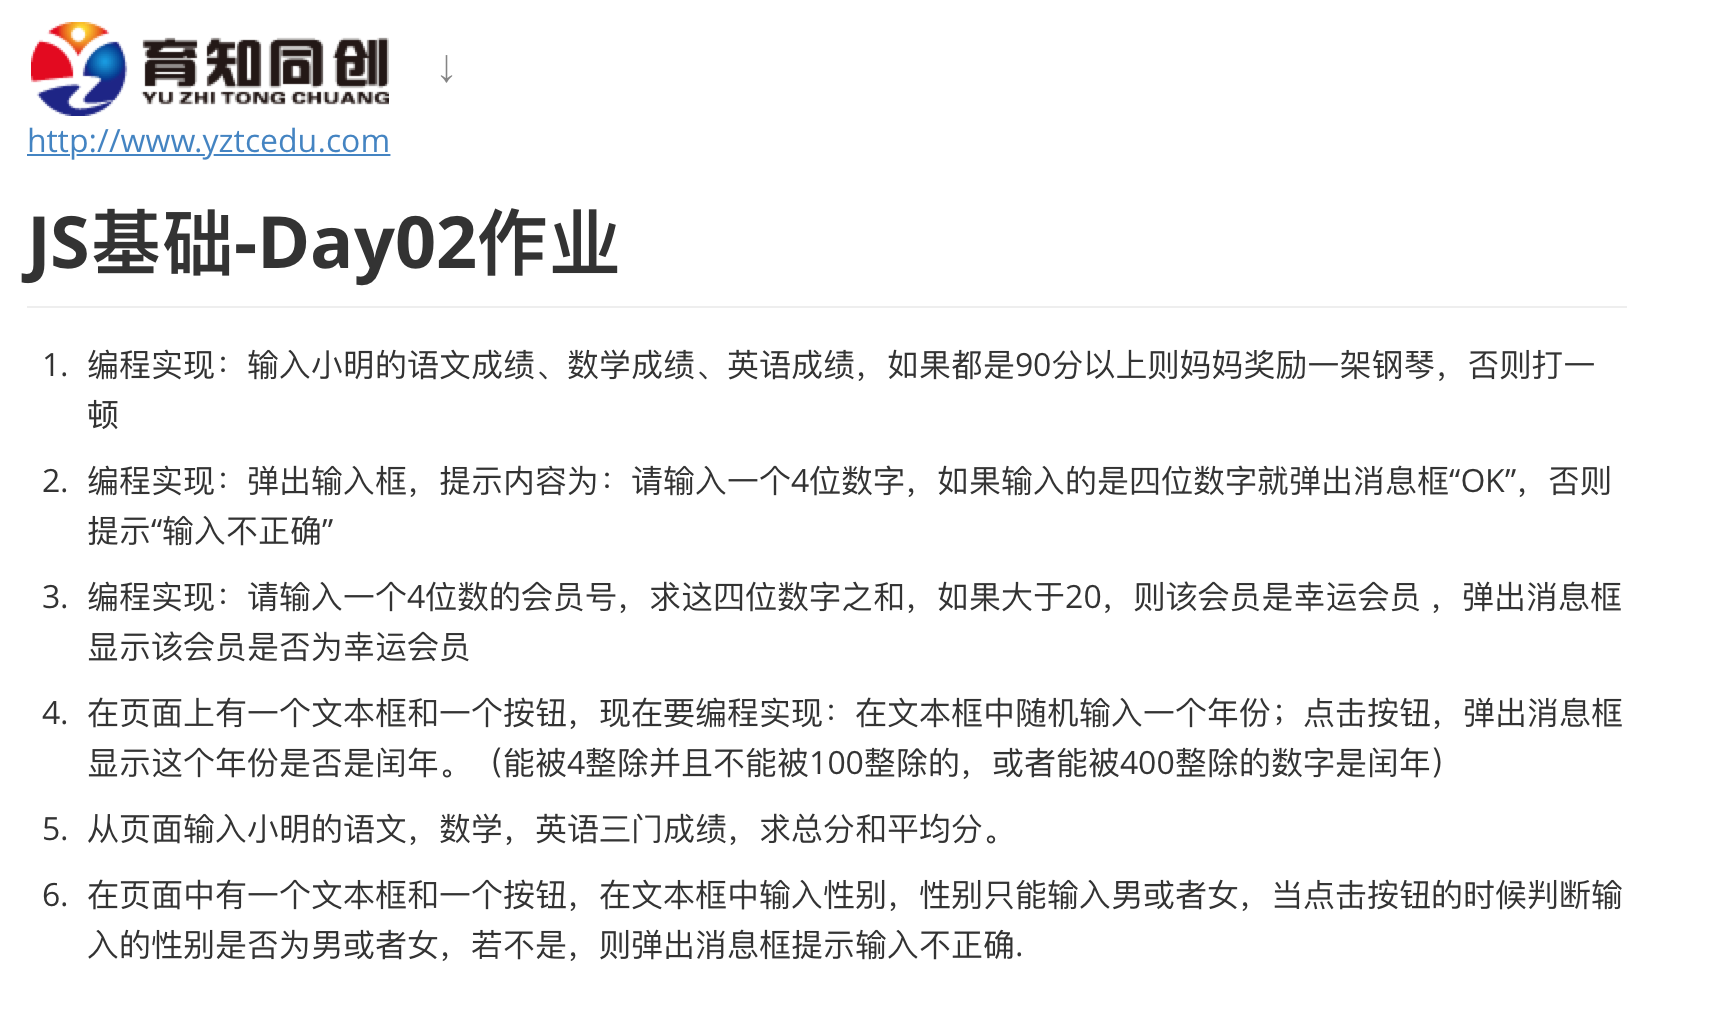 育知同创
YU ZHI TONG CHUANG
↓
http://www.yztcedu.com
JS基础-Day02作业
1. 编程实现：输入小明的语文成绩、数学成绩、英语成绩，如果都是90分以上则妈妈奖励一架钢琴，否则打一
顿
2. 编程实现：弹出输入框，提示内容为：请输入一个4位数字，如果输入的是四位数字就弹出消息框“OK”，否则
提示“输入不正确”
3. 编程实现：请输入一个4位数的会员号，求这四位数字之和，如果大于20，则该会员是幸运会员 ，弹出消息框
显示该会员是否为幸运会员
4. 在页面上有一个文本框和一个按钮，现在要编程实现：在文本框中随机输入一个年份；点击按钮，弹出消息框
显示这个年份是否是闰年。（能被4整除并且不能被100整除的，或者能被400整除的数字是闰年）
5. 从页面输入小明的语文，数学，英语三门成绩，求总分和平均分。
6. 在页面中有一个文本框和一个按钮，在文本框中输入性别，性别只能输入男或者女，当点击按钮的时候判断输
入的性别是否为男或者女，若不是，则弹出消息框提示输入不正确.